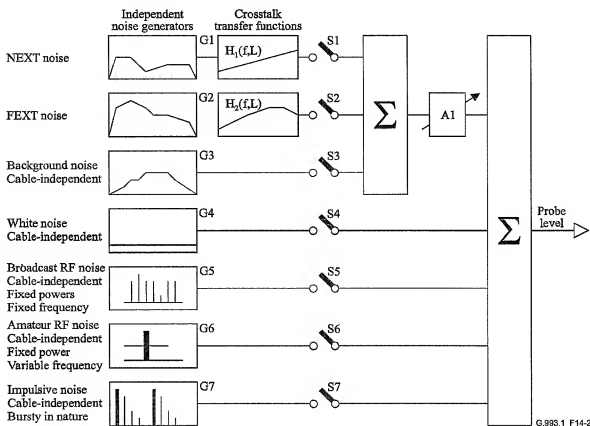 Independent
noise generators
Crosstalk
transfer functions
NEXT noise
G1
H₁(f,L)
S1
FEXT noise
G2
H₂(f,L)
S2
Σ
A1
Background noise
Cable-independent
G3
S3
White noise
Cable-independent
G4
S4
Σ
Probe
level
Broadcast RF noise
Cable-independent
Fixed powers
Fixed frequency
G5
S5
Amateur RF noise
Cable-independent
Fixed power
Variable frequency
G6
S6
Impulsive noise
Cable-independent
Bursty in nature
G7
S7
G.993.1_F14-2